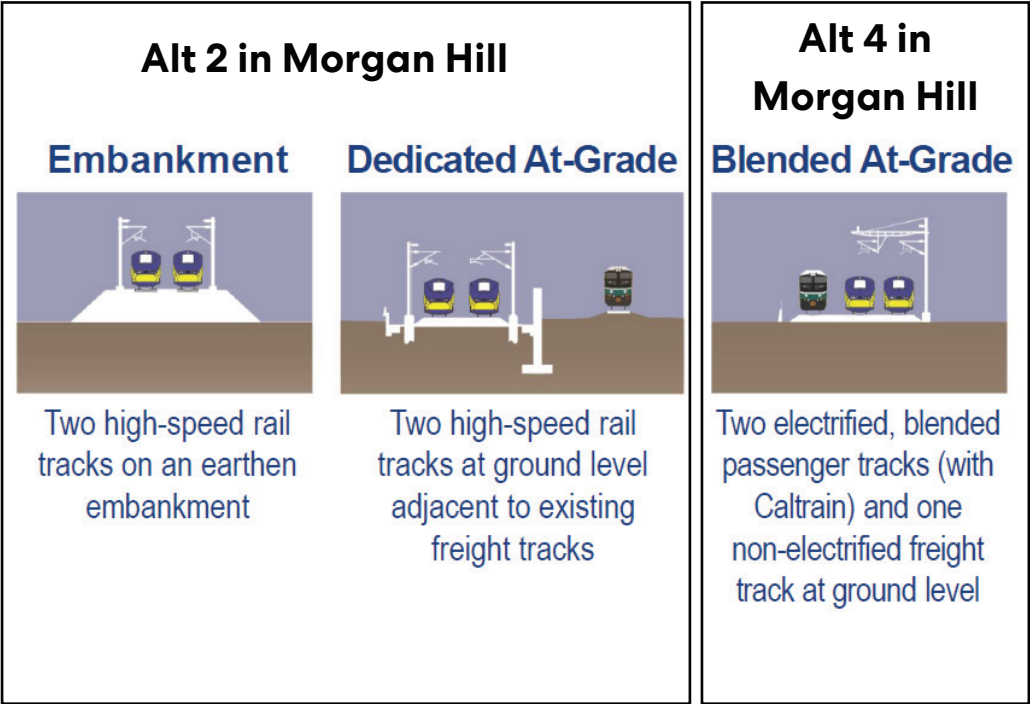 Alt 2 in Morgan Hill
Embankment
Two high-speed rail
tracks on an earthen
embankment
Dedicated At-Grade
Two high-speed rail
tracks at ground level
adjacent to existing
freight tracks
Alt 4 in
Morgan Hill
Blended At-Grade
Two electrified, blended
passenger tracks (with
Caltrain) and one
non-electrified freight
track at ground level